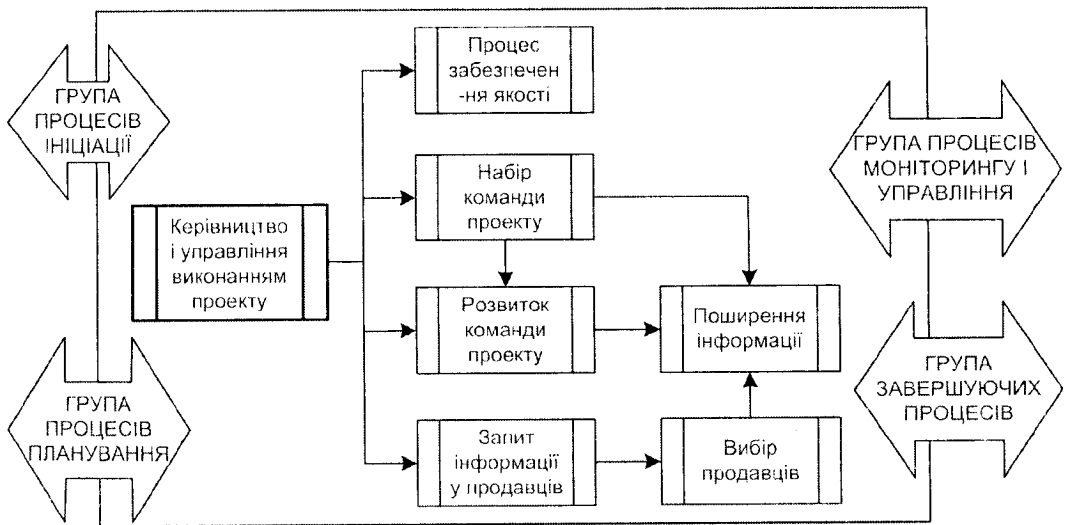 Процес
забезпечен
-ня якості
ГРУПА
ПРОЦЕСІВ
ІНІЦІАЦІЇ
ГРУПА ПРОЦЕСІВ
МОНІТОРИНГУ І
УПРАВЛІННЯ
Набір
команди
проекту
Керівництво
і управління
виконанням
проекту
Розвиток
команди
проекту
Поширення
інформації
ГРУПА
ЗАВЕРШУЮЧИХ
ПРОЦЕСІВ
ГРУПА
ПРОЦЕСІВ
ПЛАНУВАННЯ
Запит
інформації
у продавців
Вибір
продавців